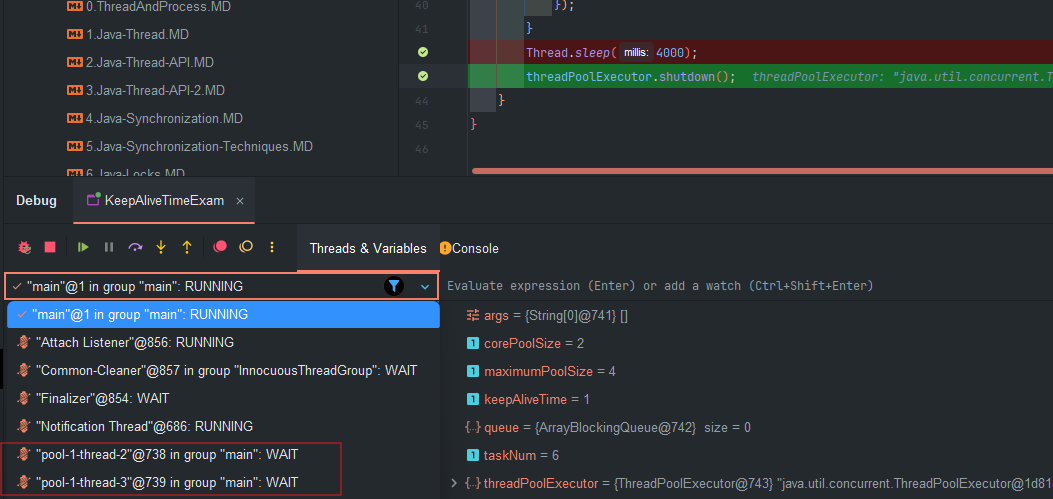 0.ThreadAndProcess.MD
1.Java-Thread.MD
2.Java-Thread-API.MD
3.Java-Thread-API-2.MD
4.Java-Synchronization.MD
5.Java-Synchronization-Techniques.MD
6.Java-Locks.MD
40 });
41 }
Thread.sleep( millis: 4000);
threadPoolExecutor.shutdown(); threadPoolExecutor: "java.util.concurrent.T
44 }
45 }
46
Debug KeepAliveTimeExam ×
Threads & Variables Console
"main"@1 in group "main": RUNNING
Evaluate expression (Enter) or add a watch (Ctrl+Shift+Enter)
"main"@1 in group "main": RUNNING
"Attach Listener"@856: RUNNING
"Common-Cleaner"@857 in group "InnocuousThreadGroup": WAIT
"Finalizer"@854: WAIT
"Notification Thread"@686: RUNNING
"pool-1-thread-2"@738 in group "main": WAIT
"pool-1-thread-3"@739 in group "main": WAIT
args = {String[0]@741} []
corePoolSize = 2
maximumPoolSize = 4
keepAliveTime = 1
queue = {ArrayBlockingQueue@742} size = 0
taskNum = 6
threadPoolExecutor = {ThreadPoolExecutor@743} "java.util.concurrent.ThreadPoolExecutor@1d81